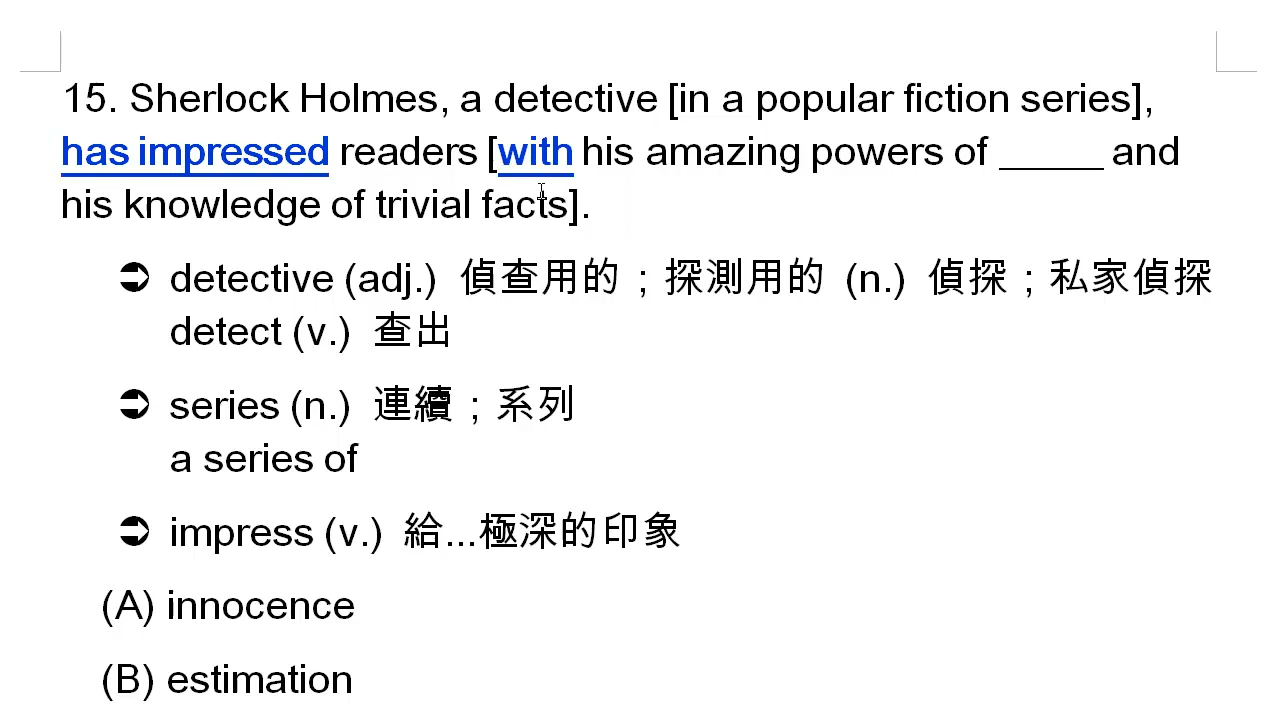 15. Sherlock Holmes, a detective [in a popular fiction series],
has impressed readers [with his amazing powers of _____ and
his knowledge of trivial facts].
➲ detective (adj.) 偵查用的；探測用的 (n.) 偵探；私家偵探
detect (v.) 查出
➲ series (n.) 連續；系列
a series of
➲ impress (v.) 給...極深的印象
(A) innocence
(B) estimation